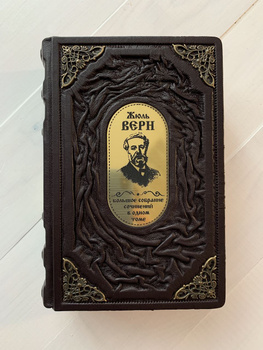 Жюль
ВЕРН
большое собрание
сочинений
в одном
томе